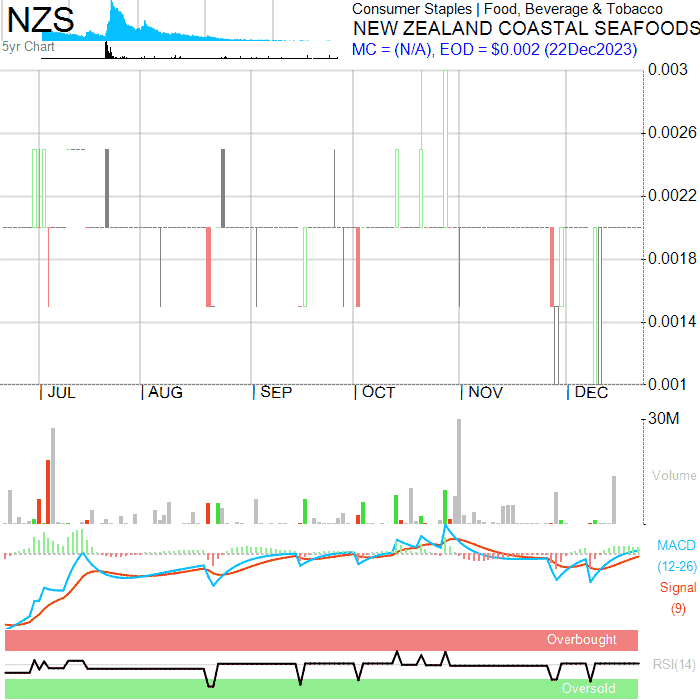 NZS
5yr Chart
Consumer Staples | Food, Beverage & Tobacco
NEW ZEALAND COASTAL SEAFOODS
MC = (N/A), EOD = $0.002 (22Dec2023)
0.003
0.0026
0.0022
0.0018
0.0014
0.001
JUL AUG SEP OCT NOV DEC
30M
Volume
MACD
(12-26)
Signal
(9)
Overbought
RSI(14)
Oversold